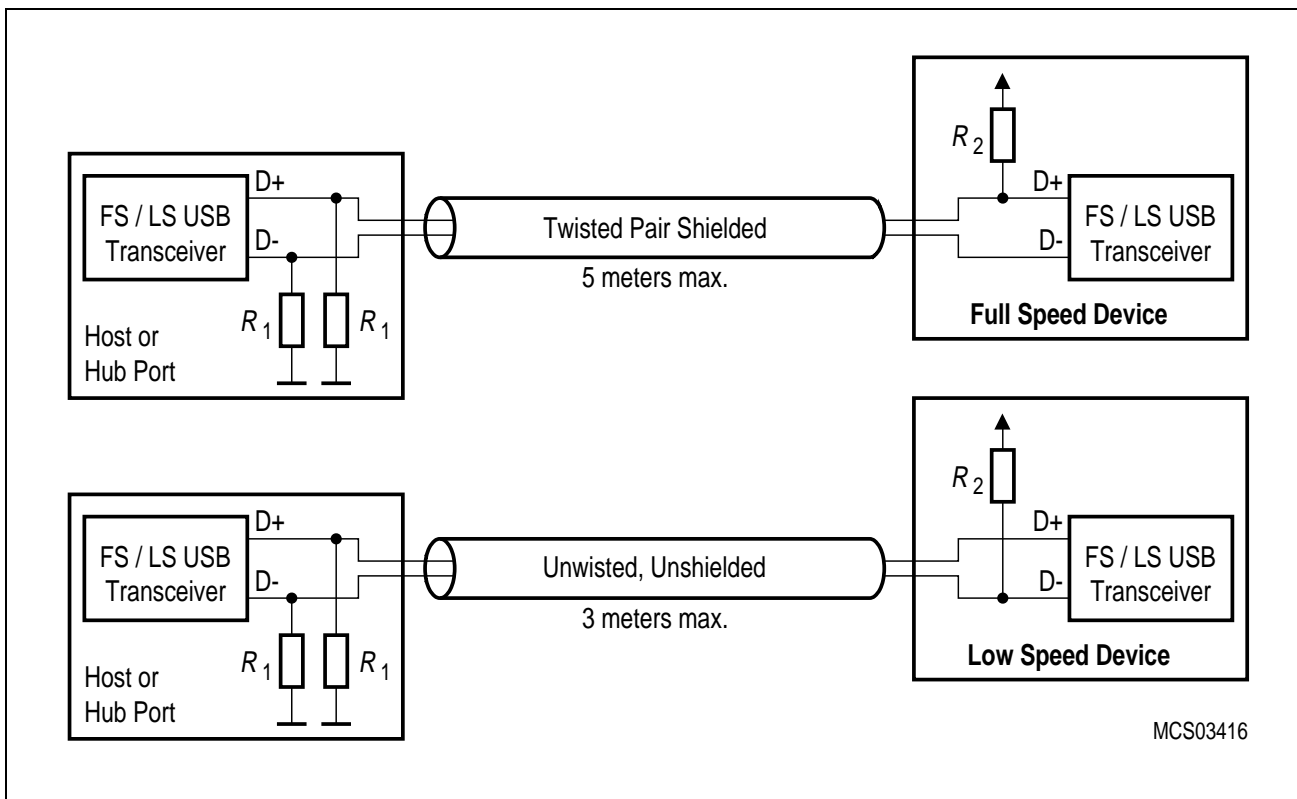 D+
FS / LS USB
Transceiver
D-
R1
R1
Host or
Hub Port
Twisted Pair Shielded
5 meters max.
R2
D+
D-
FS / LS USB
Transceiver
Full Speed Device
D+
FS / LS USB
Transceiver
D-
R1
R1
Host or
Hub Port
Unwisted, Unshielded
3 meters max.
R2
D+
D-
FS / LS USB
Transceiver
Low Speed Device
MCS03416